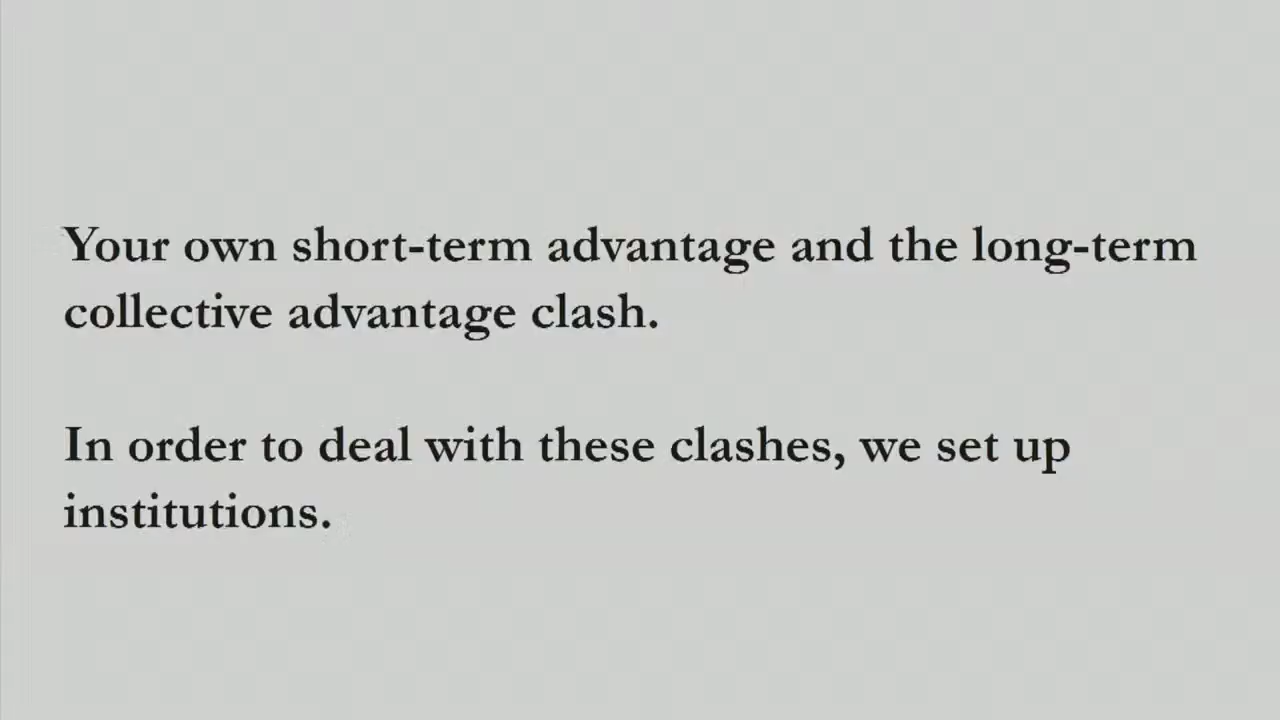 Your own short-term advantage and the long-term
collective advantage clash.
In order to deal with these clashes, we set up
institutions.